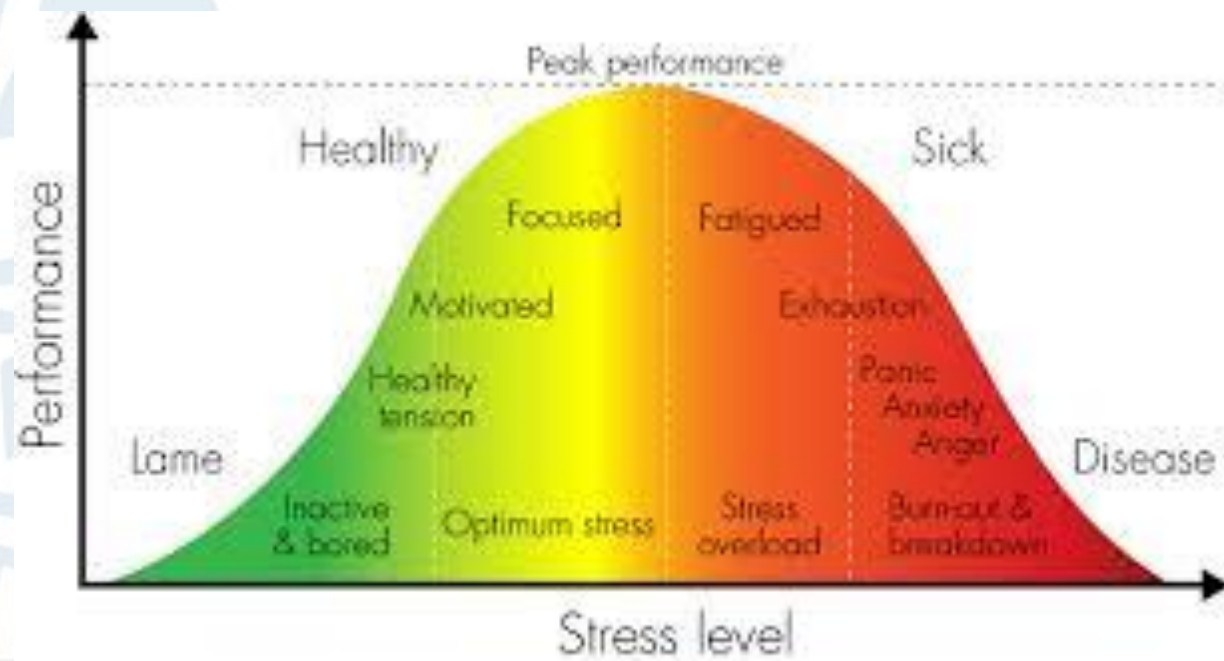 Peak performance
Healthy
Sick
Focused
Fatigued
Motivated
Exhaustion
Healthy
tension
Panic
Anxiety
Anger
Lame
Disease
Inactive
& bored
Optimum stress
Stress
overload
Burn-out &
breakdown
Performance
Stress level